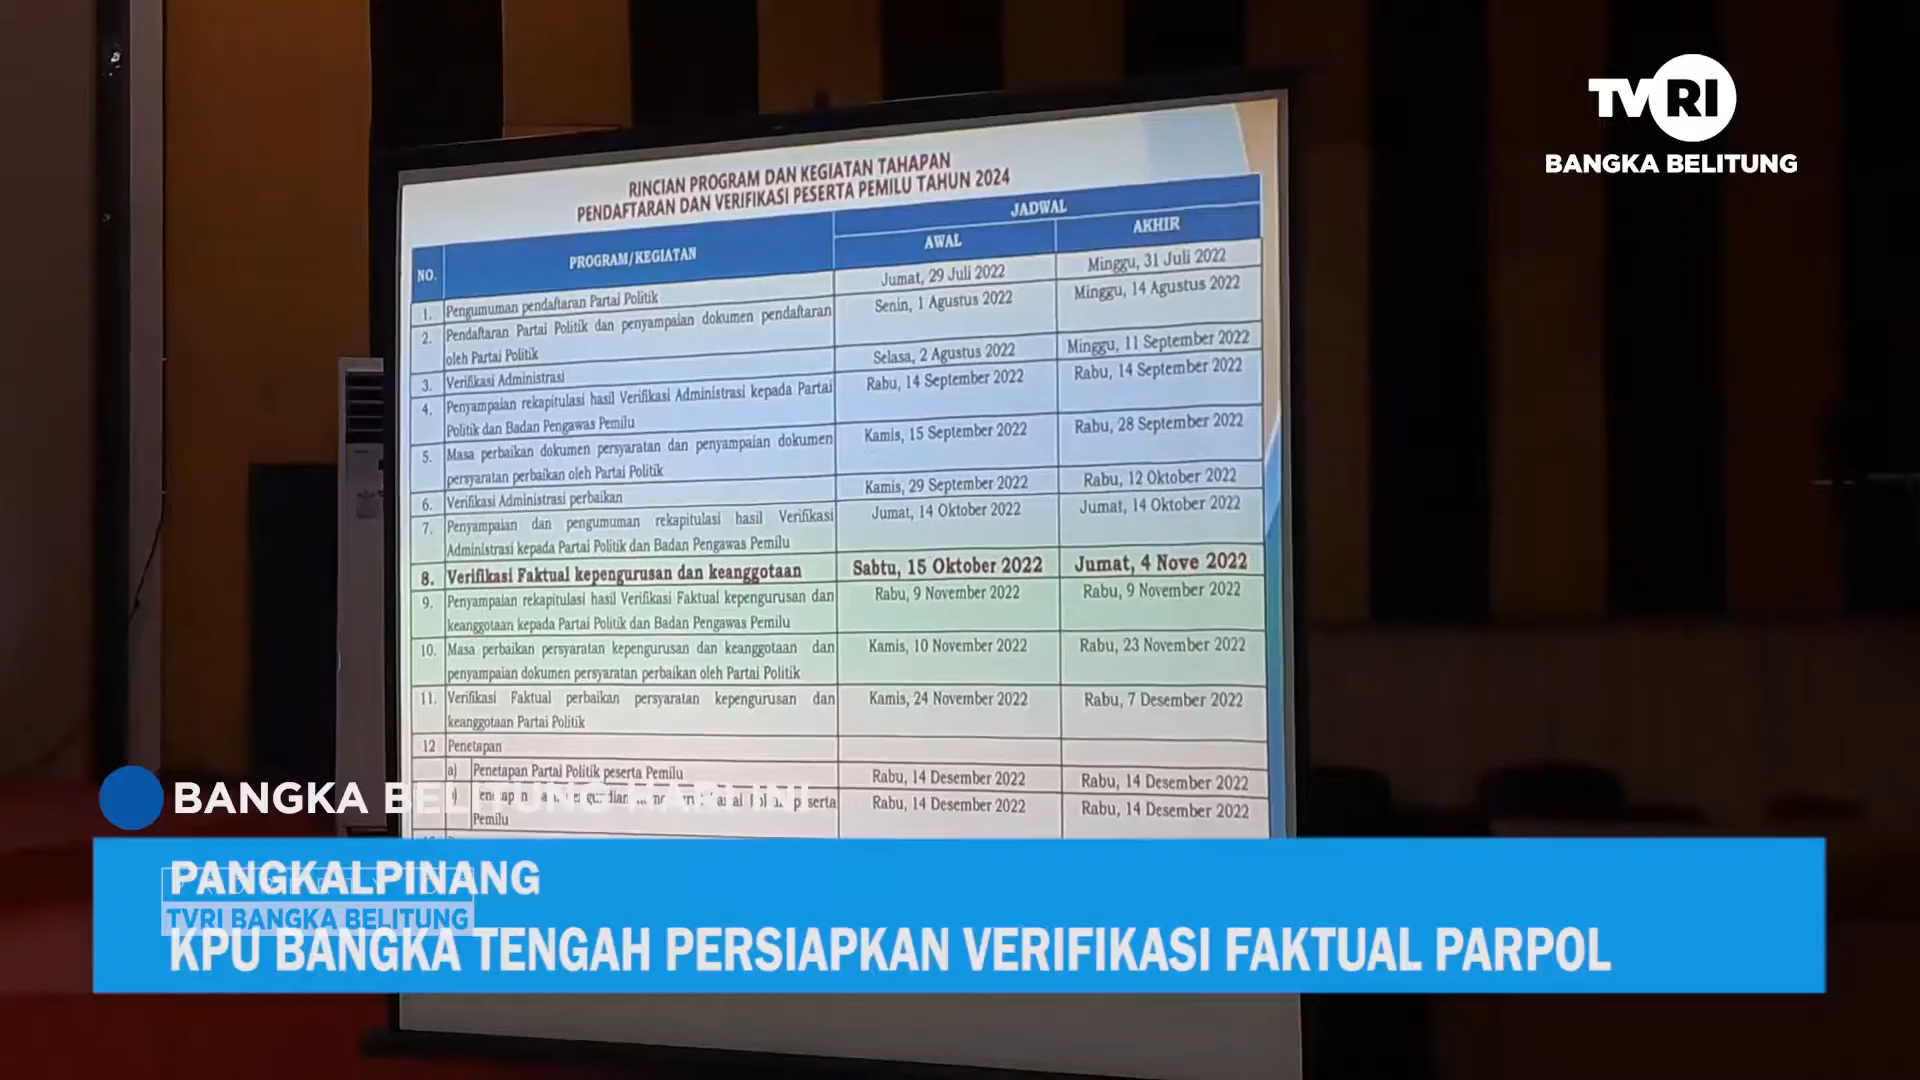 TVRI
BANGKA BELITUNG
RINCIAN PROGRAM DAN KEGIATAN TAHAPAN
PENDAFTARAN DAN VERIFIKASI PESERTA PEMILU TAHUN 2024
NO. PROGRAM/KEGIATAN JADWAL
AWAL AKHIR
1. Pengumuman pendaftaran Partai Politik Jumat, 29 Juli 2022 Minggu, 31 Juli 2022
2. Pendaftaran Partai Politik dan penyampaian dokumen pendaftaran Senin, 1 Agustus 2022 Minggu, 14 Agustus 2022
oleh Partai Politik
3. Verifikasi Administrasi Selasa, 2 Agustus 2022 Minggu, 11 September 2022
4. Penyampaian rekapitulasi hasil Verifikasi Administrasi kepada Partai Rabu, 14 September 2022 Rabu, 14 September 2022
Politik dan Badan Pengawas Pemilu
5. Masa perbaikan dokumen persyaratan dan penyampaian dokumen Kamis, 15 September 2022 Rabu, 28 September 2022
persyaratan perbaikan oleh Partai Politik
6. Verifikasi Administrasi perbaikan Kamis, 29 September 2022 Rabu, 12 Oktober 2022
7. Penyampaian dan pengumuman rekapitulasi hasil Verifikasi Jumat, 14 Oktober 2022 Jumat, 14 Oktober 2022
Administrasi kepada Partai Politik dan Badan Pengawas Pemilu
8. Verifikasi Faktual kepengurusan dan keanggotaan Sabtu, 15 Oktober 2022 Jumat, 4 Nove 2022
9. Penyampaian rekapitulasi hasil Verifikasi Faktual kepengurusan dan Rabu, 9 November 2022 Rabu, 9 November 2022
keanggotaan kepada Partai Politik dan Badan Pengawas Pemilu
10. Masa perbaikan persyaratan kepengurusan dan keanggotaan dan Kamis, 10 November 2022 Rabu, 23 November 2022
penyampaian dokumen persyaratan perbaikan oleh Partai Politik
11. Verifikasi Faktual perbaikan persyaratan kepengurusan dan Kamis, 24 November 2022 Rabu, 7 Desember 2022
keanggotaan Partai Politik
12 Penetapan
a) Penetapan Partai Politik peserta Pemilu Rabu, 14 Desember 2022 Rabu, 14 Desember 2022
Rabu, 14 Desember 2022 Rabu, 14 Desember 2022
Pemilu
BANGKA BELITUNG HARI INI
PANGKALPINANG
TVRI BANGKA BELITUNG
KPU BANGKA TENGAH PERSIAPKAN VERIFIKASI FAKTUAL PARPOL